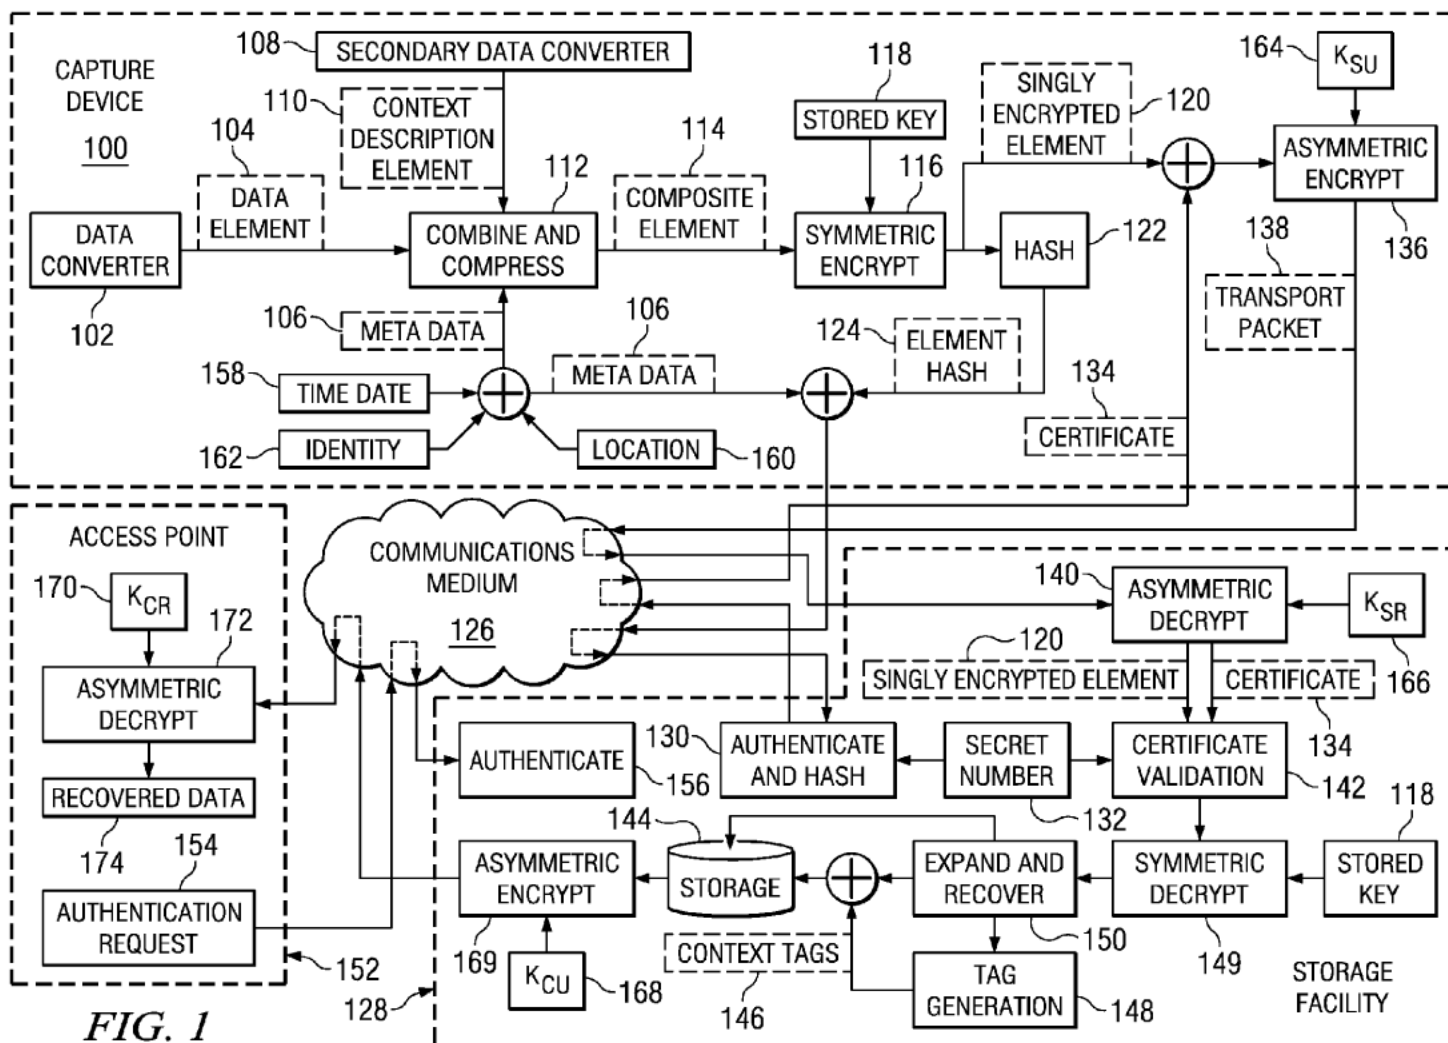 108
SECONDARY DATA CONVERTER
118
164
K SU
CAPTURE
DEVICE
100
110
CONTEXT
DESCRIPTION
ELEMENT
STORED KEY
SINGLY
ENCRYPTED
ELEMENT
120
104
DATA
ELEMENT
112
114
COMPOSITE
ELEMENT
116
ASYMMETRIC
ENCRYPT
136
DATA
CONVERTER
102
COMBINE AND
COMPRESS
SYMMETRIC
ENCRYPT
HASH
122
138
TRANSPORT
PACKET
106
META DATA
106
META DATA
124
ELEMENT
HASH
158
TIME DATE
134
CERTIFICATE
162
IDENTITY
LOCATION
160
ACCESS POINT
COMMUNICATIONS
MEDIUM
126
170
K CR
140
ASYMMETRIC
DECRYPT
K SR
166
172
ASYMMETRIC
DECRYPT
120
SINGLY ENCRYPTED ELEMENT
CERTIFICATE
134
130
AUTHENTICATE
156
AUTHENTICATE
AND HASH
SECRET
NUMBER
132
CERTIFICATE
VALIDATION
142
RECOVERED DATA
174
154
144
118
ASYMMETRIC
ENCRYPT
169
STORAGE
EXPAND AND
RECOVER
150
SYMMETRIC
DECRYPT
149
STORED
KEY
AUTHENTICATION
REQUEST
152
CONTEXT TAGS
146
K CU
168
128
TAG
GENERATION
148
STORAGE
FACILITY
FIG. 1